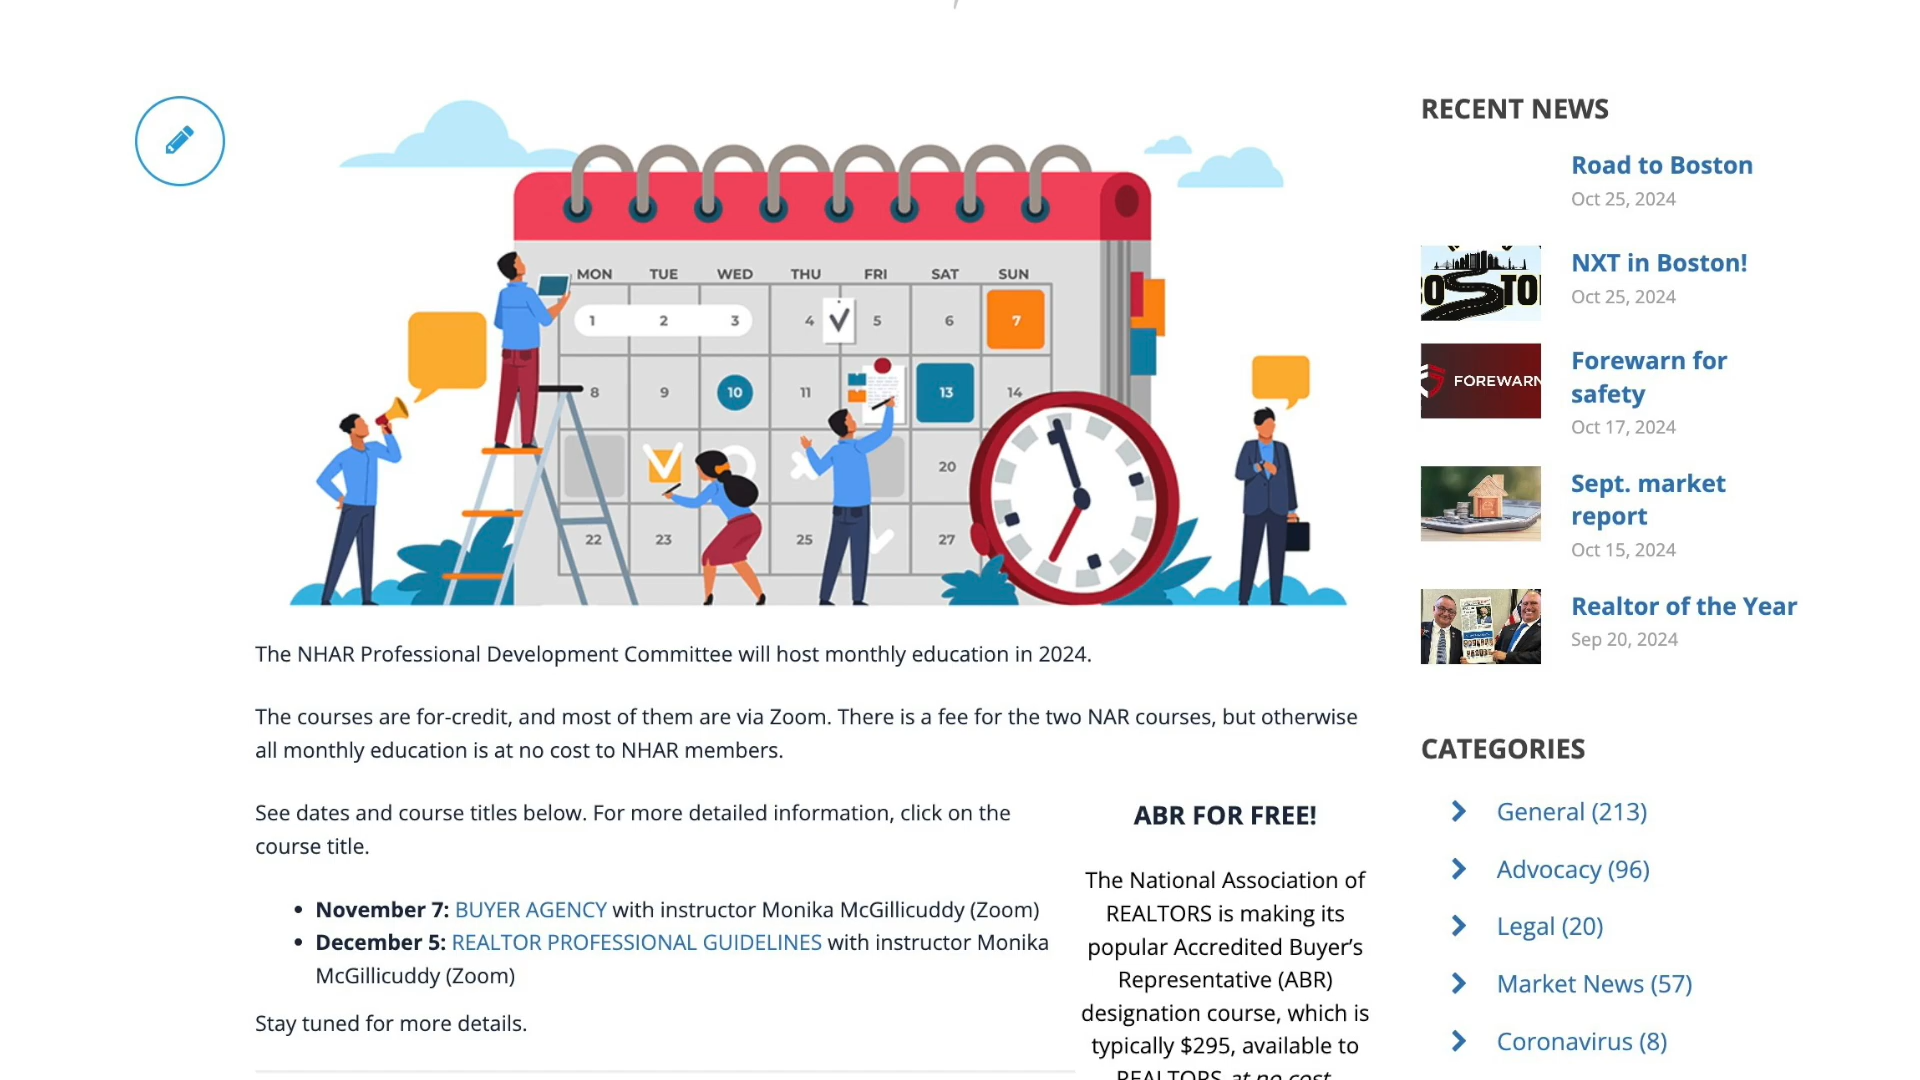 MON TUE WED THU FRI SAT SUN
1 2 3 4 5 6 7
8 9 10 11 13 14
20
22 23 25 27
The NHAR Professional Development Committee will host monthly education in 2024.
The courses are for-credit, and most of them are via Zoom. There is a fee for the two NAR courses, but otherwise
all monthly education is at no cost to NHAR members.
See dates and course titles below. For more detailed information, click on the
course title.
• November 7: BUYER AGENCY with instructor Monika McGillicuddy (Zoom)
• December 5: REALTOR PROFESSIONAL GUIDELINES with instructor Monika
McGillicuddy (Zoom)
Stay tuned for more details.
ABR FOR FREE!
The National Association of
REALTORS is making its
popular Accredited Buyer’s
Representative (ABR)
designation course, which is
typically $295, available to
REALTORS at no cost
RECENT NEWS
Road to Boston
Oct 25, 2024
OSTO
NXT in Boston!
Oct 25, 2024
FOREWARN
Forewarn for
safety
Oct 17, 2024
Sept. market
report
Oct 15, 2024
Realtor of the Year
Sep 20, 2024
CATEGORIES
General (213)
Advocacy (96)
Legal (20)
Market News (57)
Coronavirus (8)